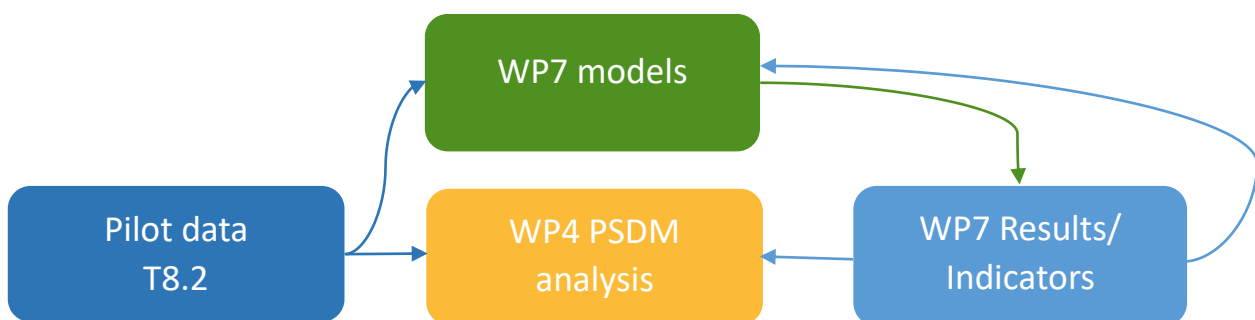 WP7 models
Pilot data
T8.2
WP4 PSDM
analysis
WP7 Results/
Indicators